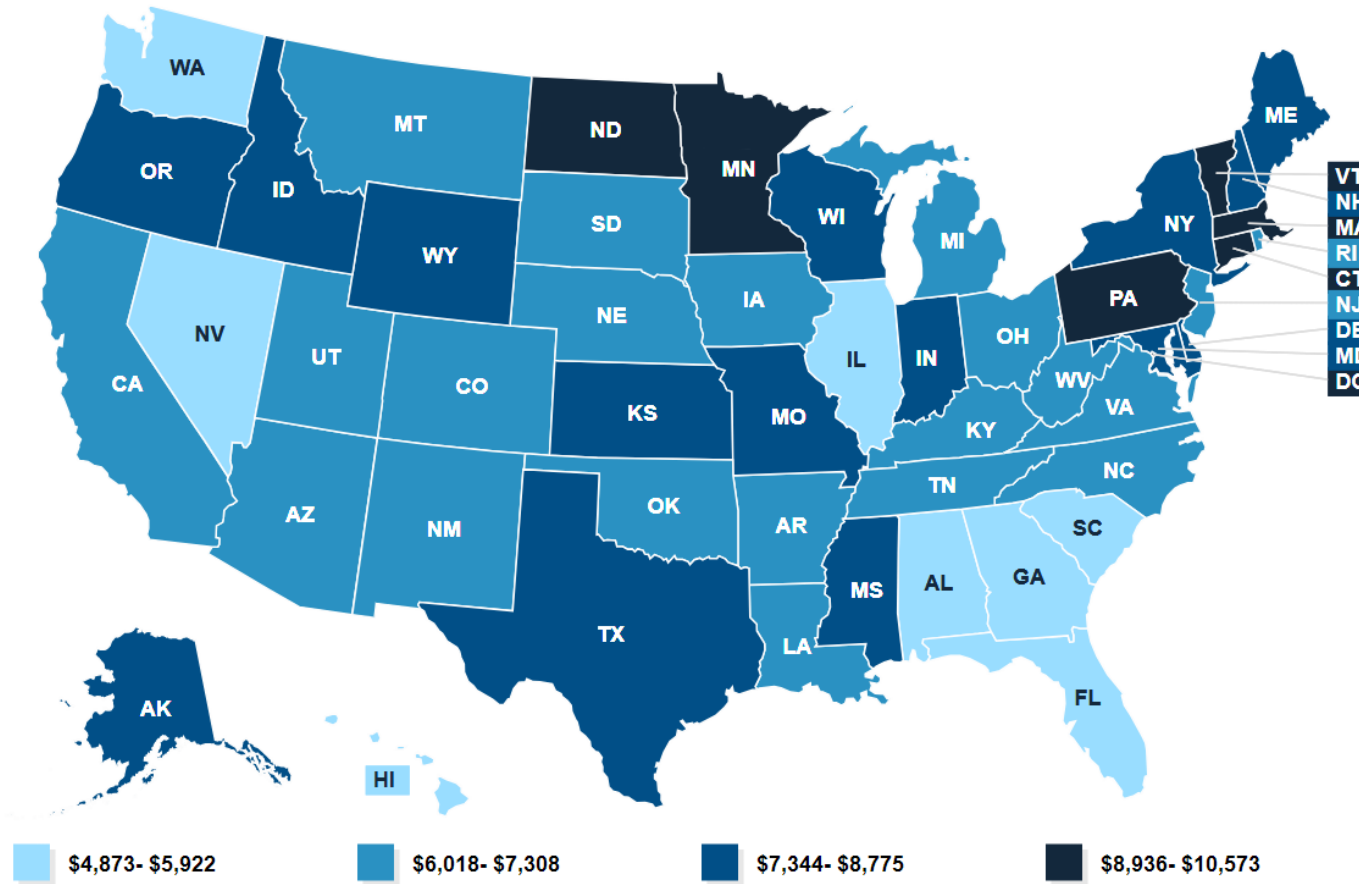 WA
MT
ND
MN
ME
OR
ID
SD
WI
MI
NY
VT
NH
MA
RI
CT
NJ
DE
WY
PA
IA
NE
NV
UT
CO
IL
IN
OH
WV
VA
CA
KS
MO
KY
NC
TN
AZ
NM
OK
AR
SC
MS
AL
GA
TX
LA
FL
AK
HI
DC
$4,873- $5,922
$6,018- $7,308
$7,344- $8,775
$8,936- $10,573